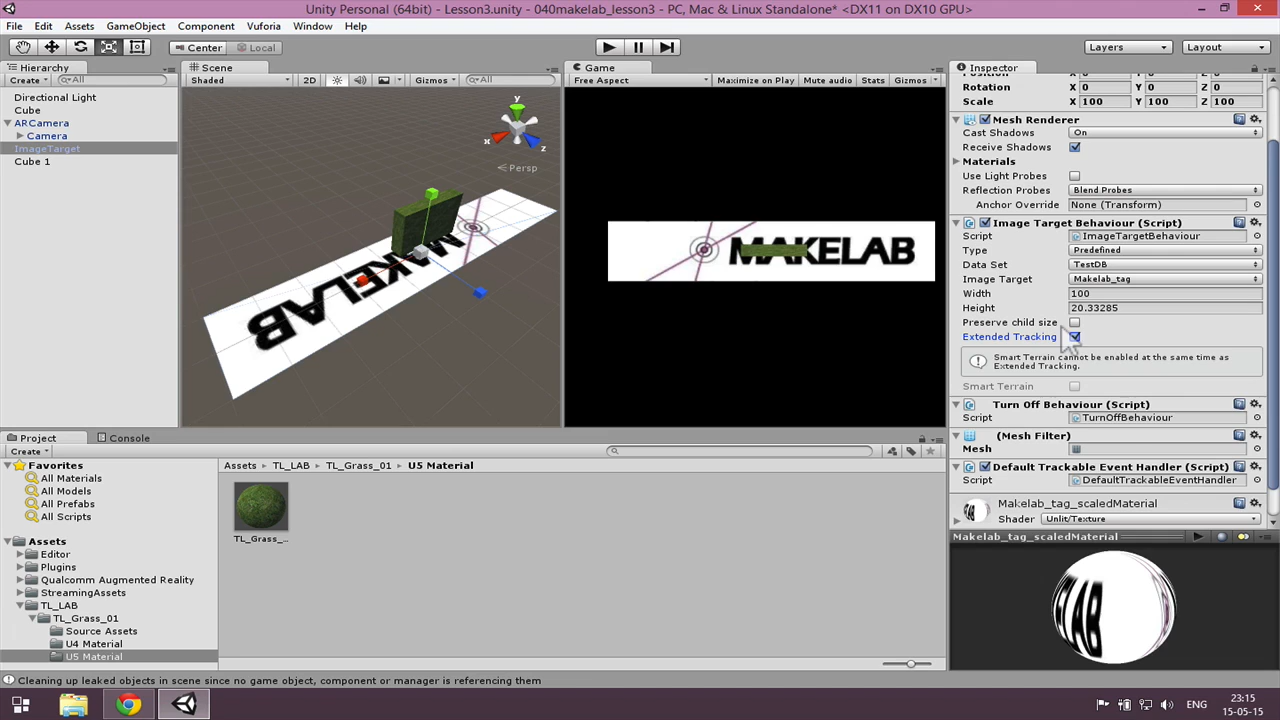 Unity Personal (64bit) - Lesson3.unity - 040makelab_lesson3 - PC, Mac & Linux Standalone* <DX11 on DX10 GPU>
File Edit Assets GameObject Component Vuforia Window Help
Center Local Layers Layout
Hierarchy
Create All
Directional Light
Cube
ARCamera
Camera
ImageTarget
Cube 1
Scene
Shaded 2D Gizmos All
y
x
z
Persp
MAKELAB
Game
Free Aspect Maximize on Play Mute audio Stats Gizmos
MAKELAB
Inspector
Position X 0 Y 0 Z 0
Rotation X 0 Y 0 Z 0
Scale X 100 Y 100 Z 100
Mesh Renderer
Cast Shadows On
Receive Shadows
Materials
Use Light Probes
Reflection Probes Blend Probes
Anchor Override None (Transform)
Image Target Behaviour (Script)
Script ImageTargetBehaviour
Type Predefined
Data Set TestDB
Image Target Makelab_tag
Width 100
Height 20.33285
Preserve child size
Extended Tracking
Smart Terrain cannot be enabled at the same time as
Extended Tracking.
Smart Terrain
Turn Off Behaviour (Script)
Script TurnOffBehaviour
(Mesh Filter)
Mesh
Default Trackable Event Handler (Script)
Script DefaultTrackableEventHandler
Makelab_tag_scaledMaterial
Shader Unlit/Texture
Makelab_tag_scaledMaterial
LAB
Project Console
Create
Favorites
All Materials
All Models
All Prefabs
All Scripts
Assets
Editor
Plugins
Qualcomm Augmented Reality
StreamingAssets
TL_LAB
TL_Grass_01
Source Assets
U4 Material
U5 Material
Assets TL_LAB TL_Grass_01 U5 Material
TL_Grass_...
Cleaning up leaked objects in scene since no game object, component or manager is referencing them
ENG
23:15
15-05-15